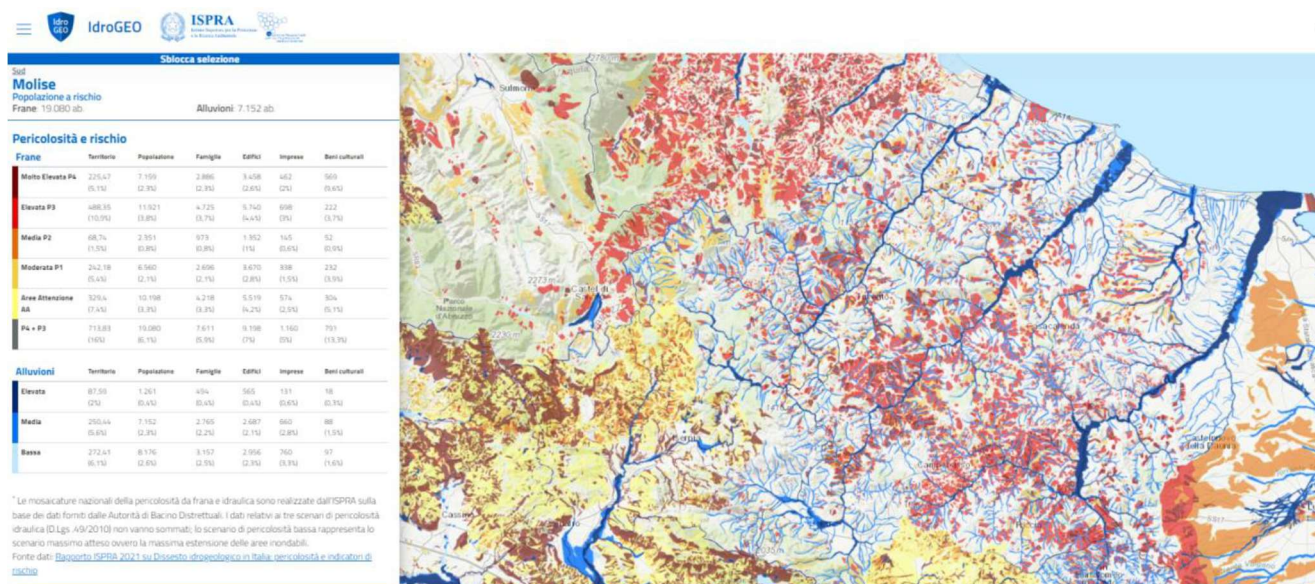 Idro
GEO
IdroGEO
ISPRA
Istituto Superiore per la Protezione
e la Ricerca Ambientale
Sblocca selezione
Sud
Molise
Popolazione a rischio
Frane: 19.080 ab. Alluvioni: 7.152 ab.
Pericolosità e rischio
Frane Territorio Popolazione Famiglie Edifici Imprese Beni culturali
Molto Elevata P4 225,47 7.159 2.886 3.458 462 569
(5,1%) (2,3%) (2,3%) (2,6%) (2%) (9,6%)
Elevata P3 488,35 11.921 4.725 5.740 698 222
(10,9%) (3,8%) (3,7%) (4,4%) (3%) (3,7%)
Media P2 68,74 2.351 973 1.352 145 52
(1,5%) (0,8%) (0,8%) (1%) (0,6%) (0,9%)
Moderata P1 242,18 6.560 2.696 3.670 338 232
(5,4%) (2,1%) (2,1%) (2,8%) (1,5%) (3,9%)
Aree Attenzione 329,4 10.198 4.218 5.519 574 304
AA (7,4%) (3,3%) (3,3%) (4,2%) (2,5%) (5,1%)
P4 + P3 713,83 19.080 7.611 9.198 1.160 791
(16%) (6,1%) (5,9%) (7%) (5%) (13,3%)
Alluvioni Territorio Popolazione Famiglie Edifici Imprese Beni culturali
Elevata 87,59 1.261 494 565 131 18
(2%) (0,4%) (0,4%) (0,4%) (0,6%) (0,3%)
Media 250,44 7.152 2.765 2.687 660 88
(5,6%) (2,3%) (2,2%) (2,1%) (2,8%) (1,5%)
Bassa 272,41 8.176 3.157 2.956 760 97
(6,1%) (2,6%) (2,5%) (2,3%) (3,3%) (1,6%)
* Le mosaicature nazionali della pericolosità da frana e idraulica sono realizzate dall'ISPRA sulla
base dei dati forniti dalle Autorità di Bacino Distrettuali. I dati relativi ai tre scenari di pericolosità
idraulica (D.Lgs. 49/2010) non vanno sommati; lo scenario di pericolosità bassa rappresenta lo
scenario massimo atteso ovvero la massima estensione delle aree inondabili.
Fonte dati: Rapporto ISPRA 2021 su Dissesto idrogeologico in Italia: pericolosità e indicatori di
rischio
Sulmona
2273 m
Castel di
Parco
Nazionale
d'Abruzzo
2230 m
Cassino